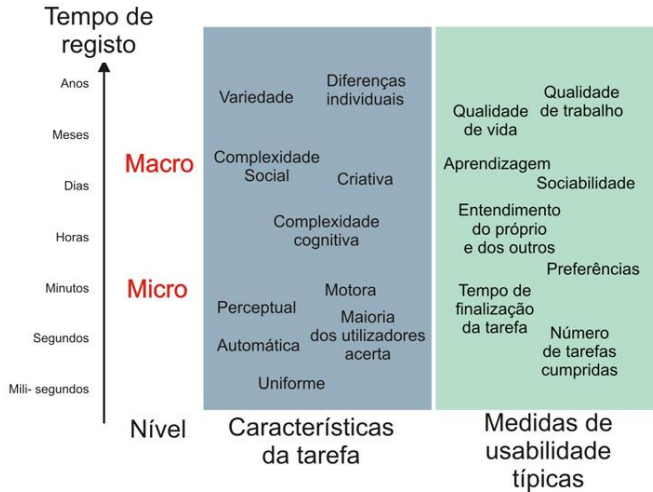 Tempo de
registo
Anos
Meses
Dias
Horas
Minutos
Segundos
Mili- segundos
Macro
Micro
Nível
Variedade
Diferenças
individuais
Complexidade
Social
Criativa
Complexidade
cognitiva
Motora
Perceptual
Maioria
dos utilizadores
acerta
Automática
Uniforme
Características
da tarefa
Qualidade
de trabalho
Qualidade
de vida
Aprendizagem
Sociabilidade
Entendimento
do próprio
e dos outros
Preferências
Tempo de
finalização
da tarefa
Número
de tarefas
cumpridas
Medidas de
usabilidade
típicas